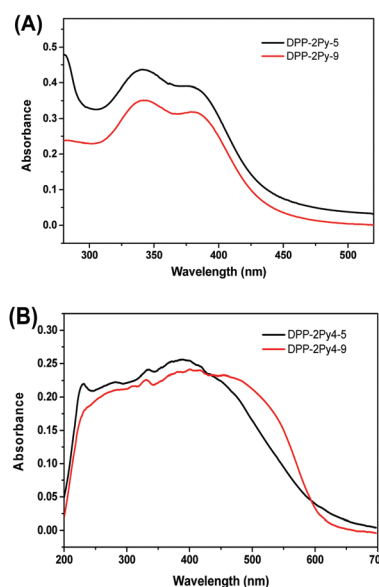 (A)
DPP-2Py-5
DPP-2Py-9
Absorbance
0.5
0.4
0.3
0.2
0.1
0.0
300 350 400 450 500
Wavelength (nm)
(B)
DPP-2Py4-5
DPP-2Py4-9
Absorbance
0.30
0.25
0.20
0.15
0.10
0.05
0.00
200 300 400 500 600 70
Wavelength (nm)